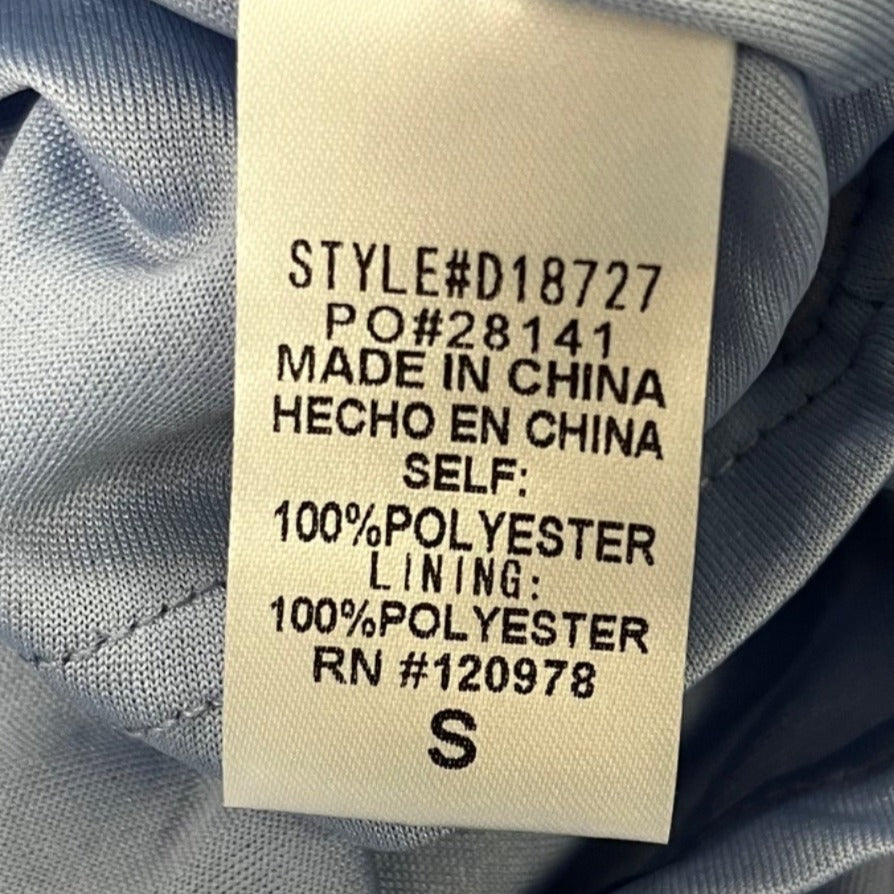 STYLE#D18727
PO#28141
MADE IN CHINA
HECHO EN CHINA
SELF:
100%POLYESTER
LINING:
100%POLYESTER
RN #120978
S